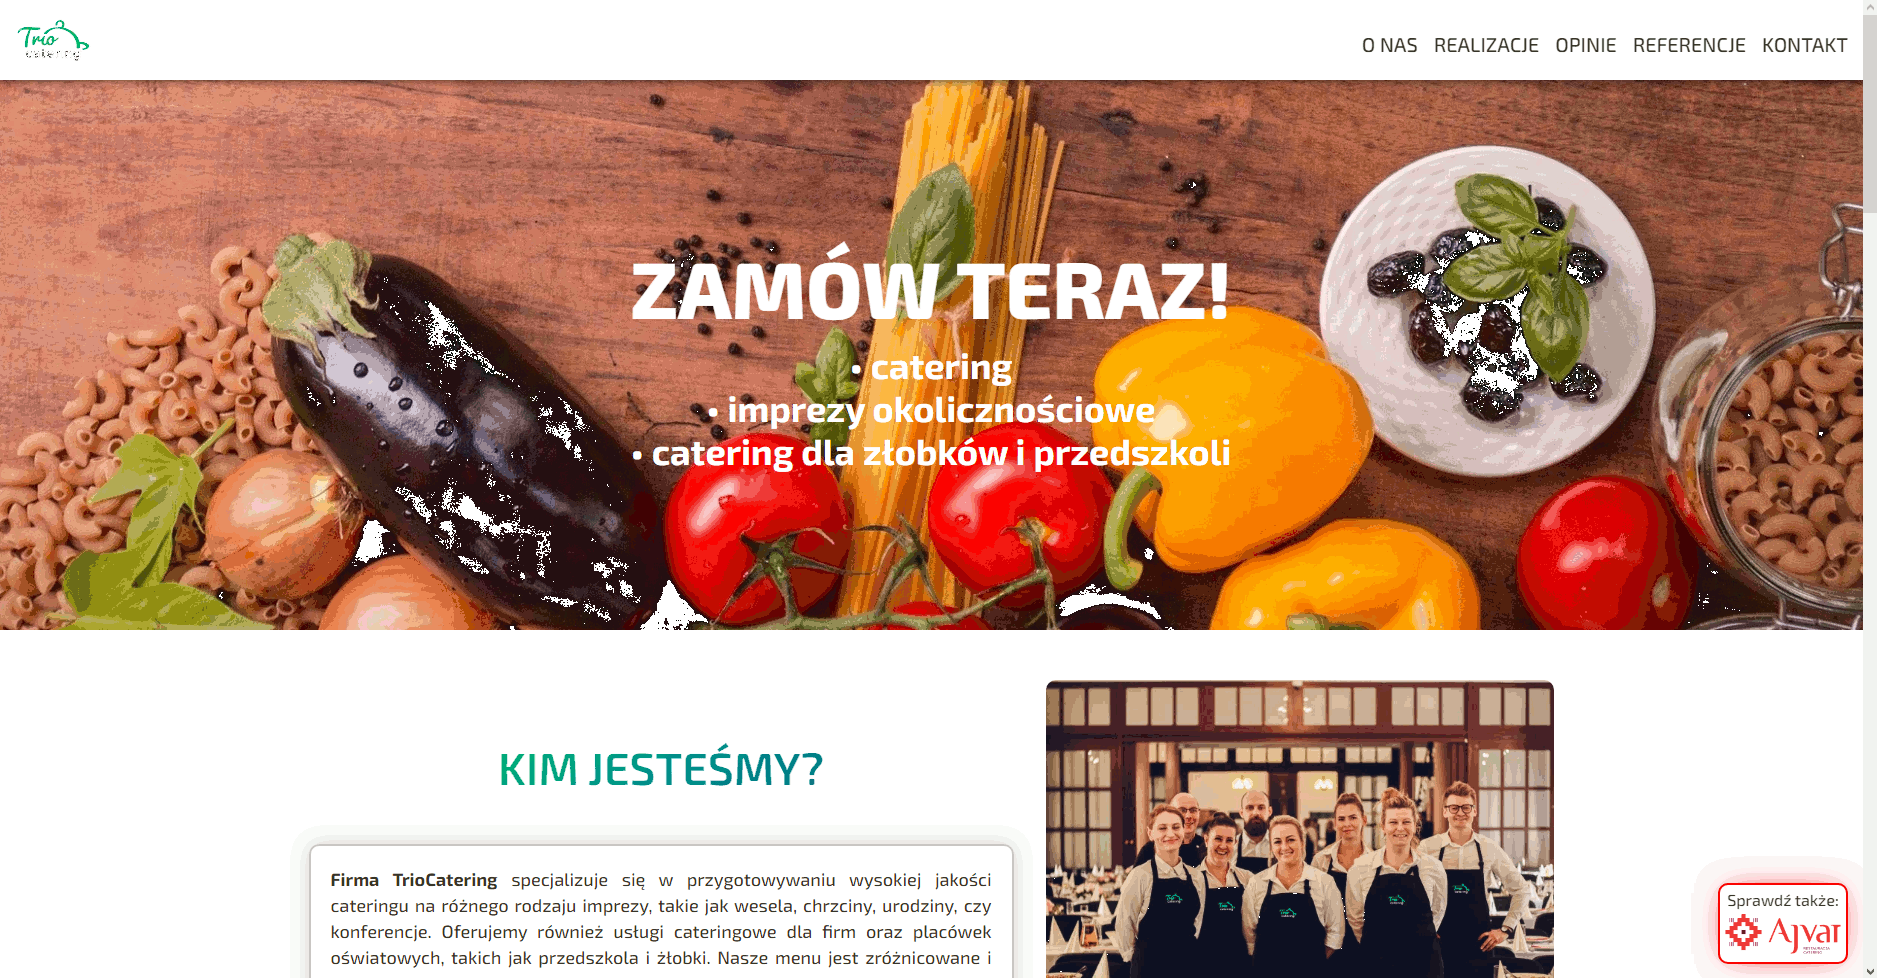 Trio
catering
O NAS REALIZACJE OPINIE REFERENCJE KONTAKT
ZAMÓW TERAZ!
• catering
• imprezy okolicznościowe
• catering dla złobków i przedszkoli
KIM JESTEŚMY?
Firma TrioCatering specjalizuje się w przygotowywaniu wysokiej jakości
cateringu na różnego rodzaju imprezy, takie jak wesela, chrzciny, urodziny, czy
konferencje. Oferujemy również usługi cateringowe dla firm oraz placówek
oświatowych, takich jak przedszkola i żłobki. Nasze menu jest zróżnicowane i
Sprawdź także:
Ajvar